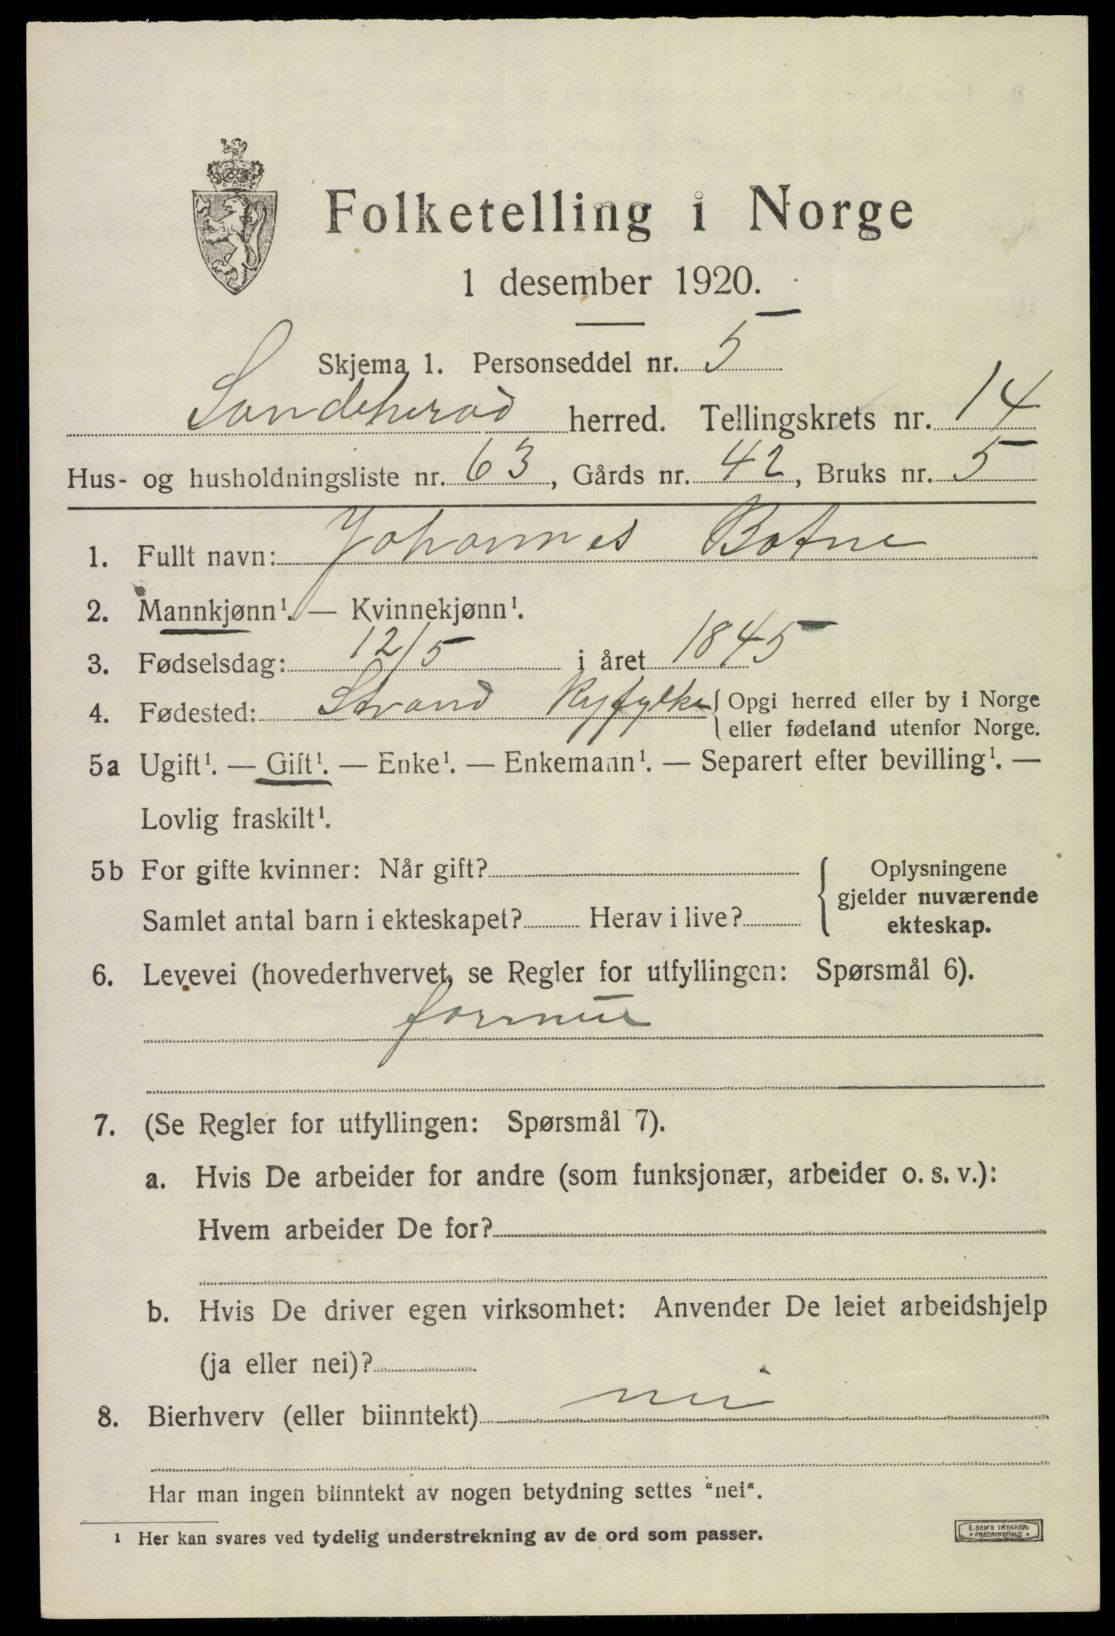 Folketelling i Norge
1 desember 1920.
Skjema 1. Personseddel nr. 5
Sandeherad herred. Tellingskrets nr. 14
Hus- og husholdningsliste nr. 63, Gårds nr. 42, Bruks nr. 5
1. Fullt navn: Johannes Botne
2. Mannkjønn¹. — Kvinnekjønn¹.
3. Fødselsdag: 12/5 i året 1845
4. Fødested: Strand Ryfylke { Opgi herred eller by i Norge
eller fødeland utenfor Norge.
5a Ugift¹. — Gift¹. — Enke¹. — Enkemann¹. — Separert efter bevilling¹. —
Lovlig fraskilt¹.
5b For gifte kvinner: Når gift?
Samlet antal barn i ekteskapet? Herav i live?
{ Oplysningene
gjelder nuværende
ekteskap.
6. Levevei (hovederhvervet, se Regler for utfyllingen: Spørsmål 6).
formue
7. (Se Regler for utfyllingen: Spørsmål 7).
a. Hvis De arbeider for andre (som funksjonær, arbeider o. s. v.):
Hvem arbeider De for?
b. Hvis De driver egen virksomhet: Anvender De leiet arbeidshjelp
(ja eller nei)?
8. Bierhverv (eller biinntekt) nei
Har man ingen biinntekt av nogen betydning settes “nei“.
¹ Her kan svares ved tydelig understrekning av de ord som passer.
E. SEM'S TRYKKERI
FREDRIKSHALD